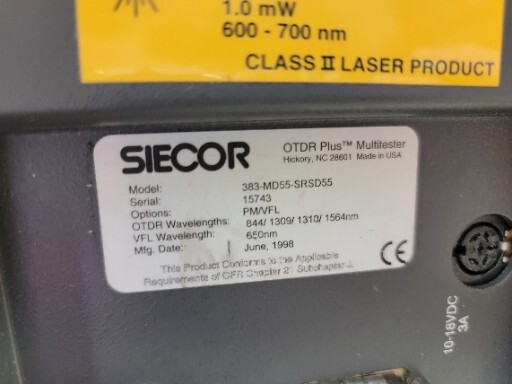 1.0 mW
600 - 700 nm
CLASS II LASER PRODUCT
SIECOR
OTDR Plus™ Multitester
Hickory, NC 28601 Made in USA
Model: 383-MD55-SRSD55
Serial: 15743
Options: PM/VFL
OTDR Wavelengths: 844/ 1309/ 1310/ 1564nm
VFL Wavelength: 650nm
Mfg. Date: June, 1998
This Product Conforms to the Applicable
Requirements of CFR Chapter 21 Subchapter J.
CE
10-18VDC
3A